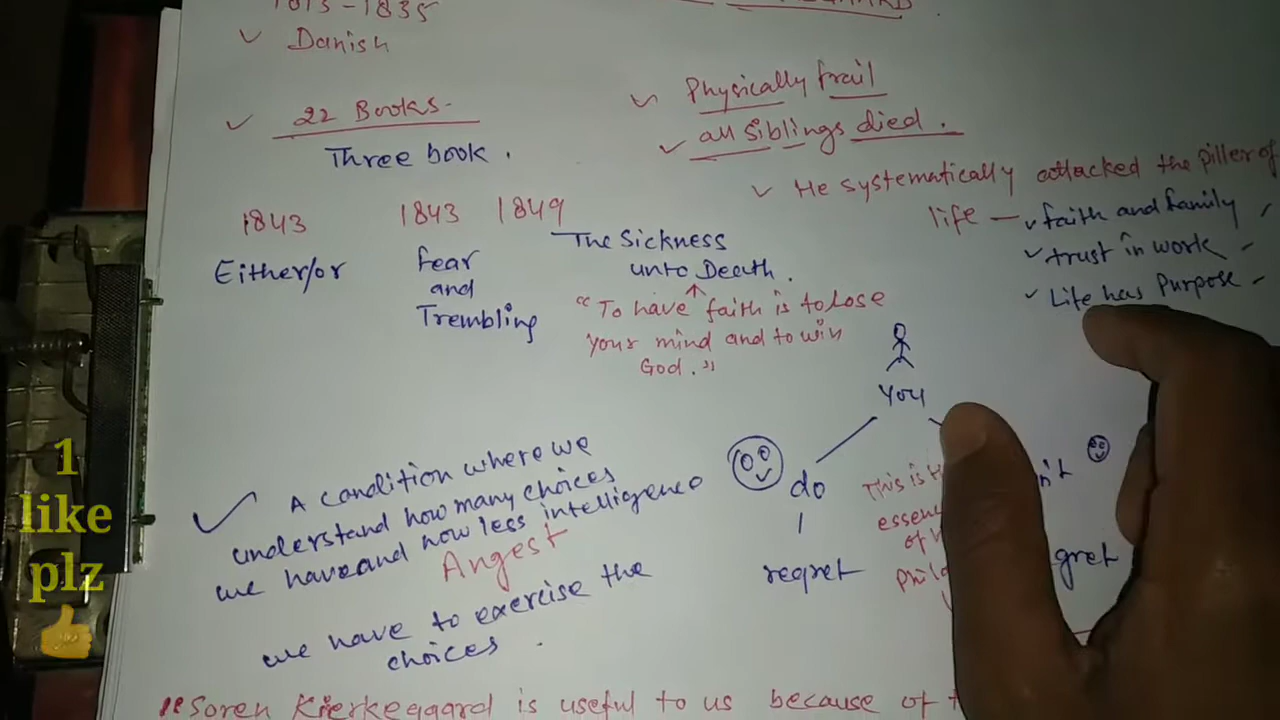 1813-1835
Danish
22 Books-
Three book.
Physically frail
all siblings died.
He systematically attacked the piller of
life - faith and family
trust in work
Life has Purpose
1843 1843 1849
Either/or
Fear
and
Trembling
The Sickness
unto Death.
"To have faith is to lose
your mind and to win
God."
You
do
regret
This is
of
A condition where we
understand how many choices
we have and how less intelligence
Angest
we have to exercise the
choices.
"Soren Kierkegaard is useful to us because of
1
like
plz